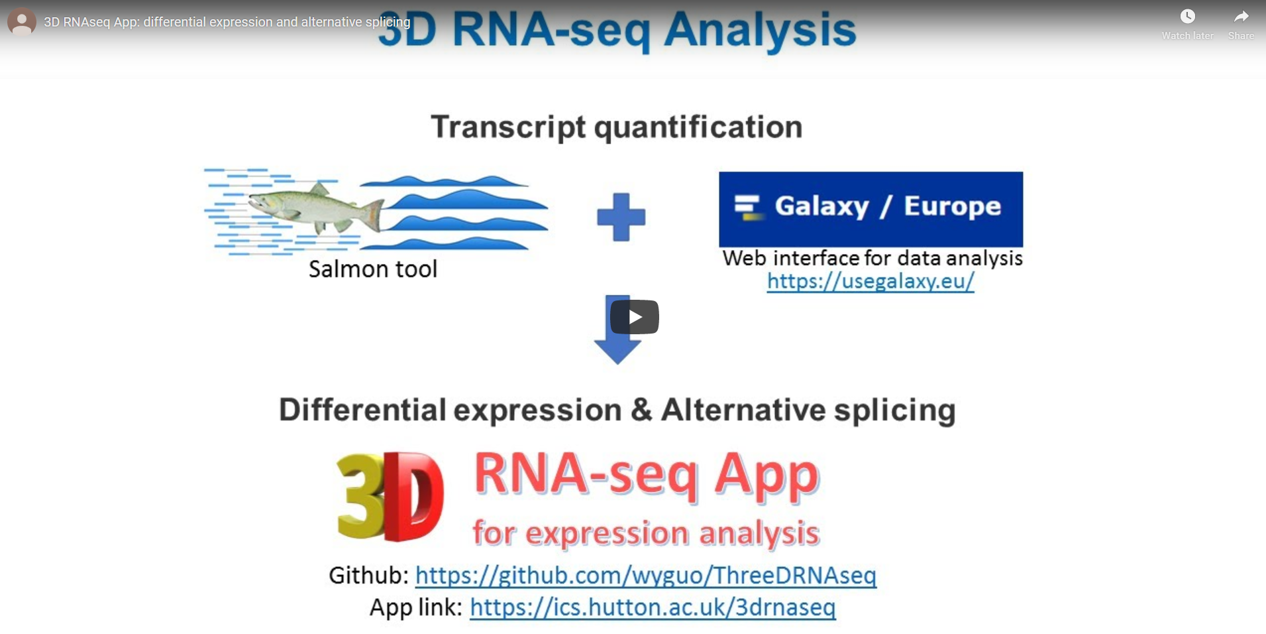 3D RNAseq App: differential expression and alternative splicing
Watch later
Share
3D RNA-seq Analysis
Transcript quantification
Salmon tool
Galaxy / Europe
Web interface for data analysis
https://usegalaxy.eu/
Differential expression & Alternative splicing
3D RNA-seq App
for expression analysis
Github: https://github.com/wyguo/ThreeDRNAseq
App link: https://ics.hutton.ac.uk/3drnaseq